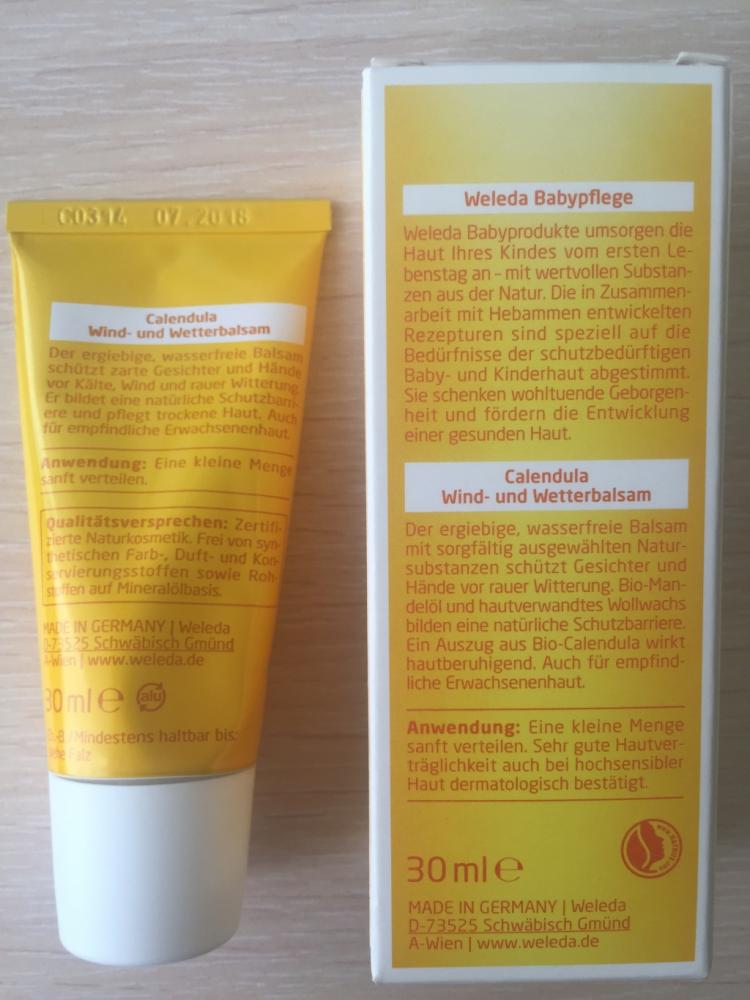 C0314 07.2018
Calendula
Wind- und Wetterbalsam
Der ergiebige, wasserfreie Balsam
schützt zarte Gesichter und Hände
vor Kälte, Wind und rauer Witterung.
Er bildet eine natürliche Schutzbarri-
ere und pflegt trockene Haut. Auch
für empfindliche Erwachsenenhaut.
Anwendung: Eine kleine Menge
sanft verteilen.
Qualitätsversprechen: Zertifi-
zierte Naturkosmetik. Frei von syn-
thetischen Farb-, Duft- und Kon-
servierungsstoffen sowie Roh-
stoffen auf Mineralölbasis.
MADE IN GERMANY | Weleda
D-73525 Schwäbisch Gmünd
A-Wien | www.weleda.de
30 ml e alu
/Mindestens haltbar bis:
Falz
Weleda Babypflege
Weleda Babyprodukte umsorgen die
Haut Ihres Kindes vom ersten Le-
benstag an – mit wertvollen Substan-
zen aus der Natur. Die in Zusammen-
arbeit mit Hebammen entwickelten
Rezepturen sind speziell auf die
Bedürfnisse der schutzbedürftigen
Baby- und Kinderhaut abgestimmt.
Sie schenken wohltuende Geborgen-
heit und fördern die Entwicklung
einer gesunden Haut.
Calendula
Wind- und Wetterbalsam
Der ergiebige, wasserfreie Balsam
mit sorgfältig ausgewählten Natur-
substanzen schützt Gesichter und
Hände vor rauer Witterung. Bio-Man-
delöl und hautverwandtes Wollwachs
bilden eine natürliche Schutzbarriere.
Ein Auszug aus Bio-Calendula wirkt
hautberuhigend. Auch für empfind-
liche Erwachsenenhaut.
Anwendung: Eine kleine Menge
sanft verteilen. Sehr gute Hautver-
träglichkeit auch bei hochsensibler
Haut dermatologisch bestätigt.
30 ml e
MADE IN GERMANY | Weleda
D-73525 Schwäbisch Gmünd
A-Wien | www.weleda.de